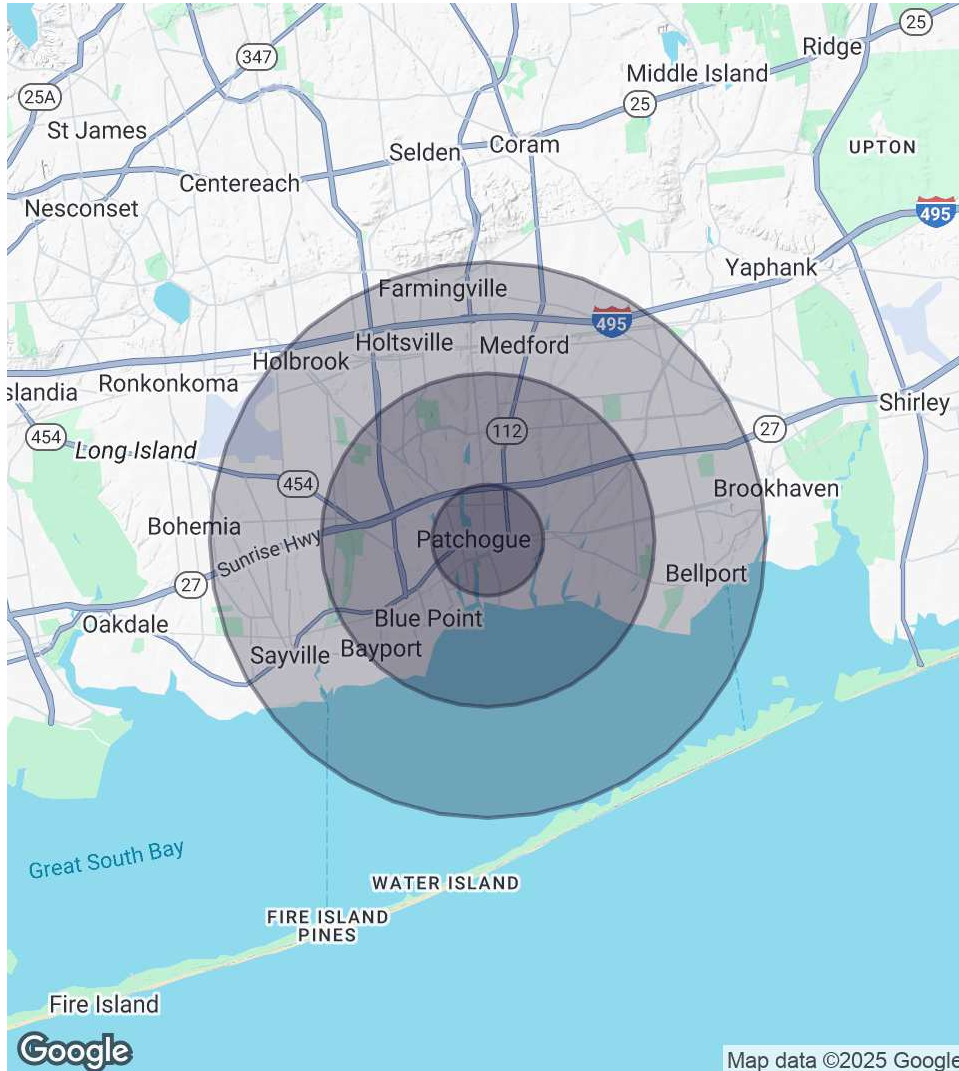 25
Ridge
347
Middle Island
25A
25
St James
Coram
UPTON
Selden
Centereach
Nesconset
495
Yaphank
Farmingville
495
Holtsville
Medford
Holbrook
Ronkonkoma
slandia
Shirley
112
27
454
Long Island
454
Brookhaven
Bohemia
Sunrise Hwy
Patchogue
Bellport
27
Blue Point
Oakdale
Bayport
Sayville
Great South Bay
WATER ISLAND
FIRE ISLAND
PINES
Fire Island
Google
Map data ©2025 Google